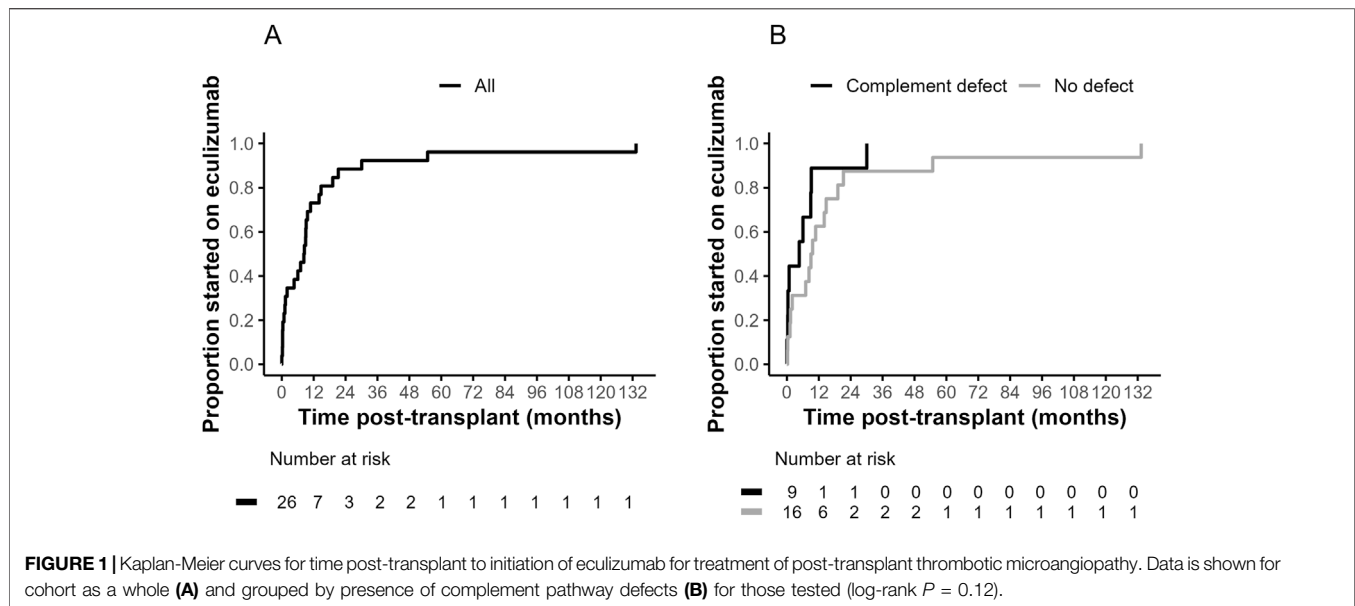 A
All
Proportion started on eculizumab
1.0
0.8
0.6
0.4
0.2
0.0
0 12 24 36 48 60 72 84 96 108 120 132
Time post-transplant (months)
Number at risk
26 7 3 2 2 1 1 1 1 1 1 1
B
Complement defect No defect
Proportion started on eculizumab
1.0
0.8
0.6
0.4
0.2
0.0
0 12 24 36 48 60 72 84 96 108 120 132
Time post-transplant (months)
Number at risk
9 1 1 0 0 0 0 0 0 0 0 0
16 6 2 2 2 1 1 1 1 1 1 1
FIGURE 1 | Kaplan-Meier curves for time post-transplant to initiation of eculizumab for treatment of post-transplant thrombotic microangiopathy. Data is shown for
cohort as a whole (A) and grouped by presence of complement pathway defects (B) for those tested (log-rank P = 0.12).